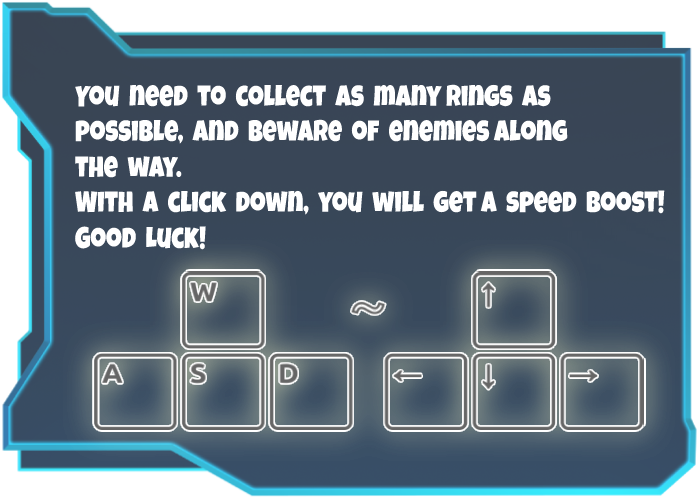 YOU NEED TO COLLECT AS MANY RINGS AS
POSSIBLE, AND BEWARE OF ENEMIES ALONG
THE WAY.
WITH A CLICK DOWN, YOU WILL GET A SPEED BOOST!
GOOD LUCK!
W ~ ↑
A S D ← ↓ →